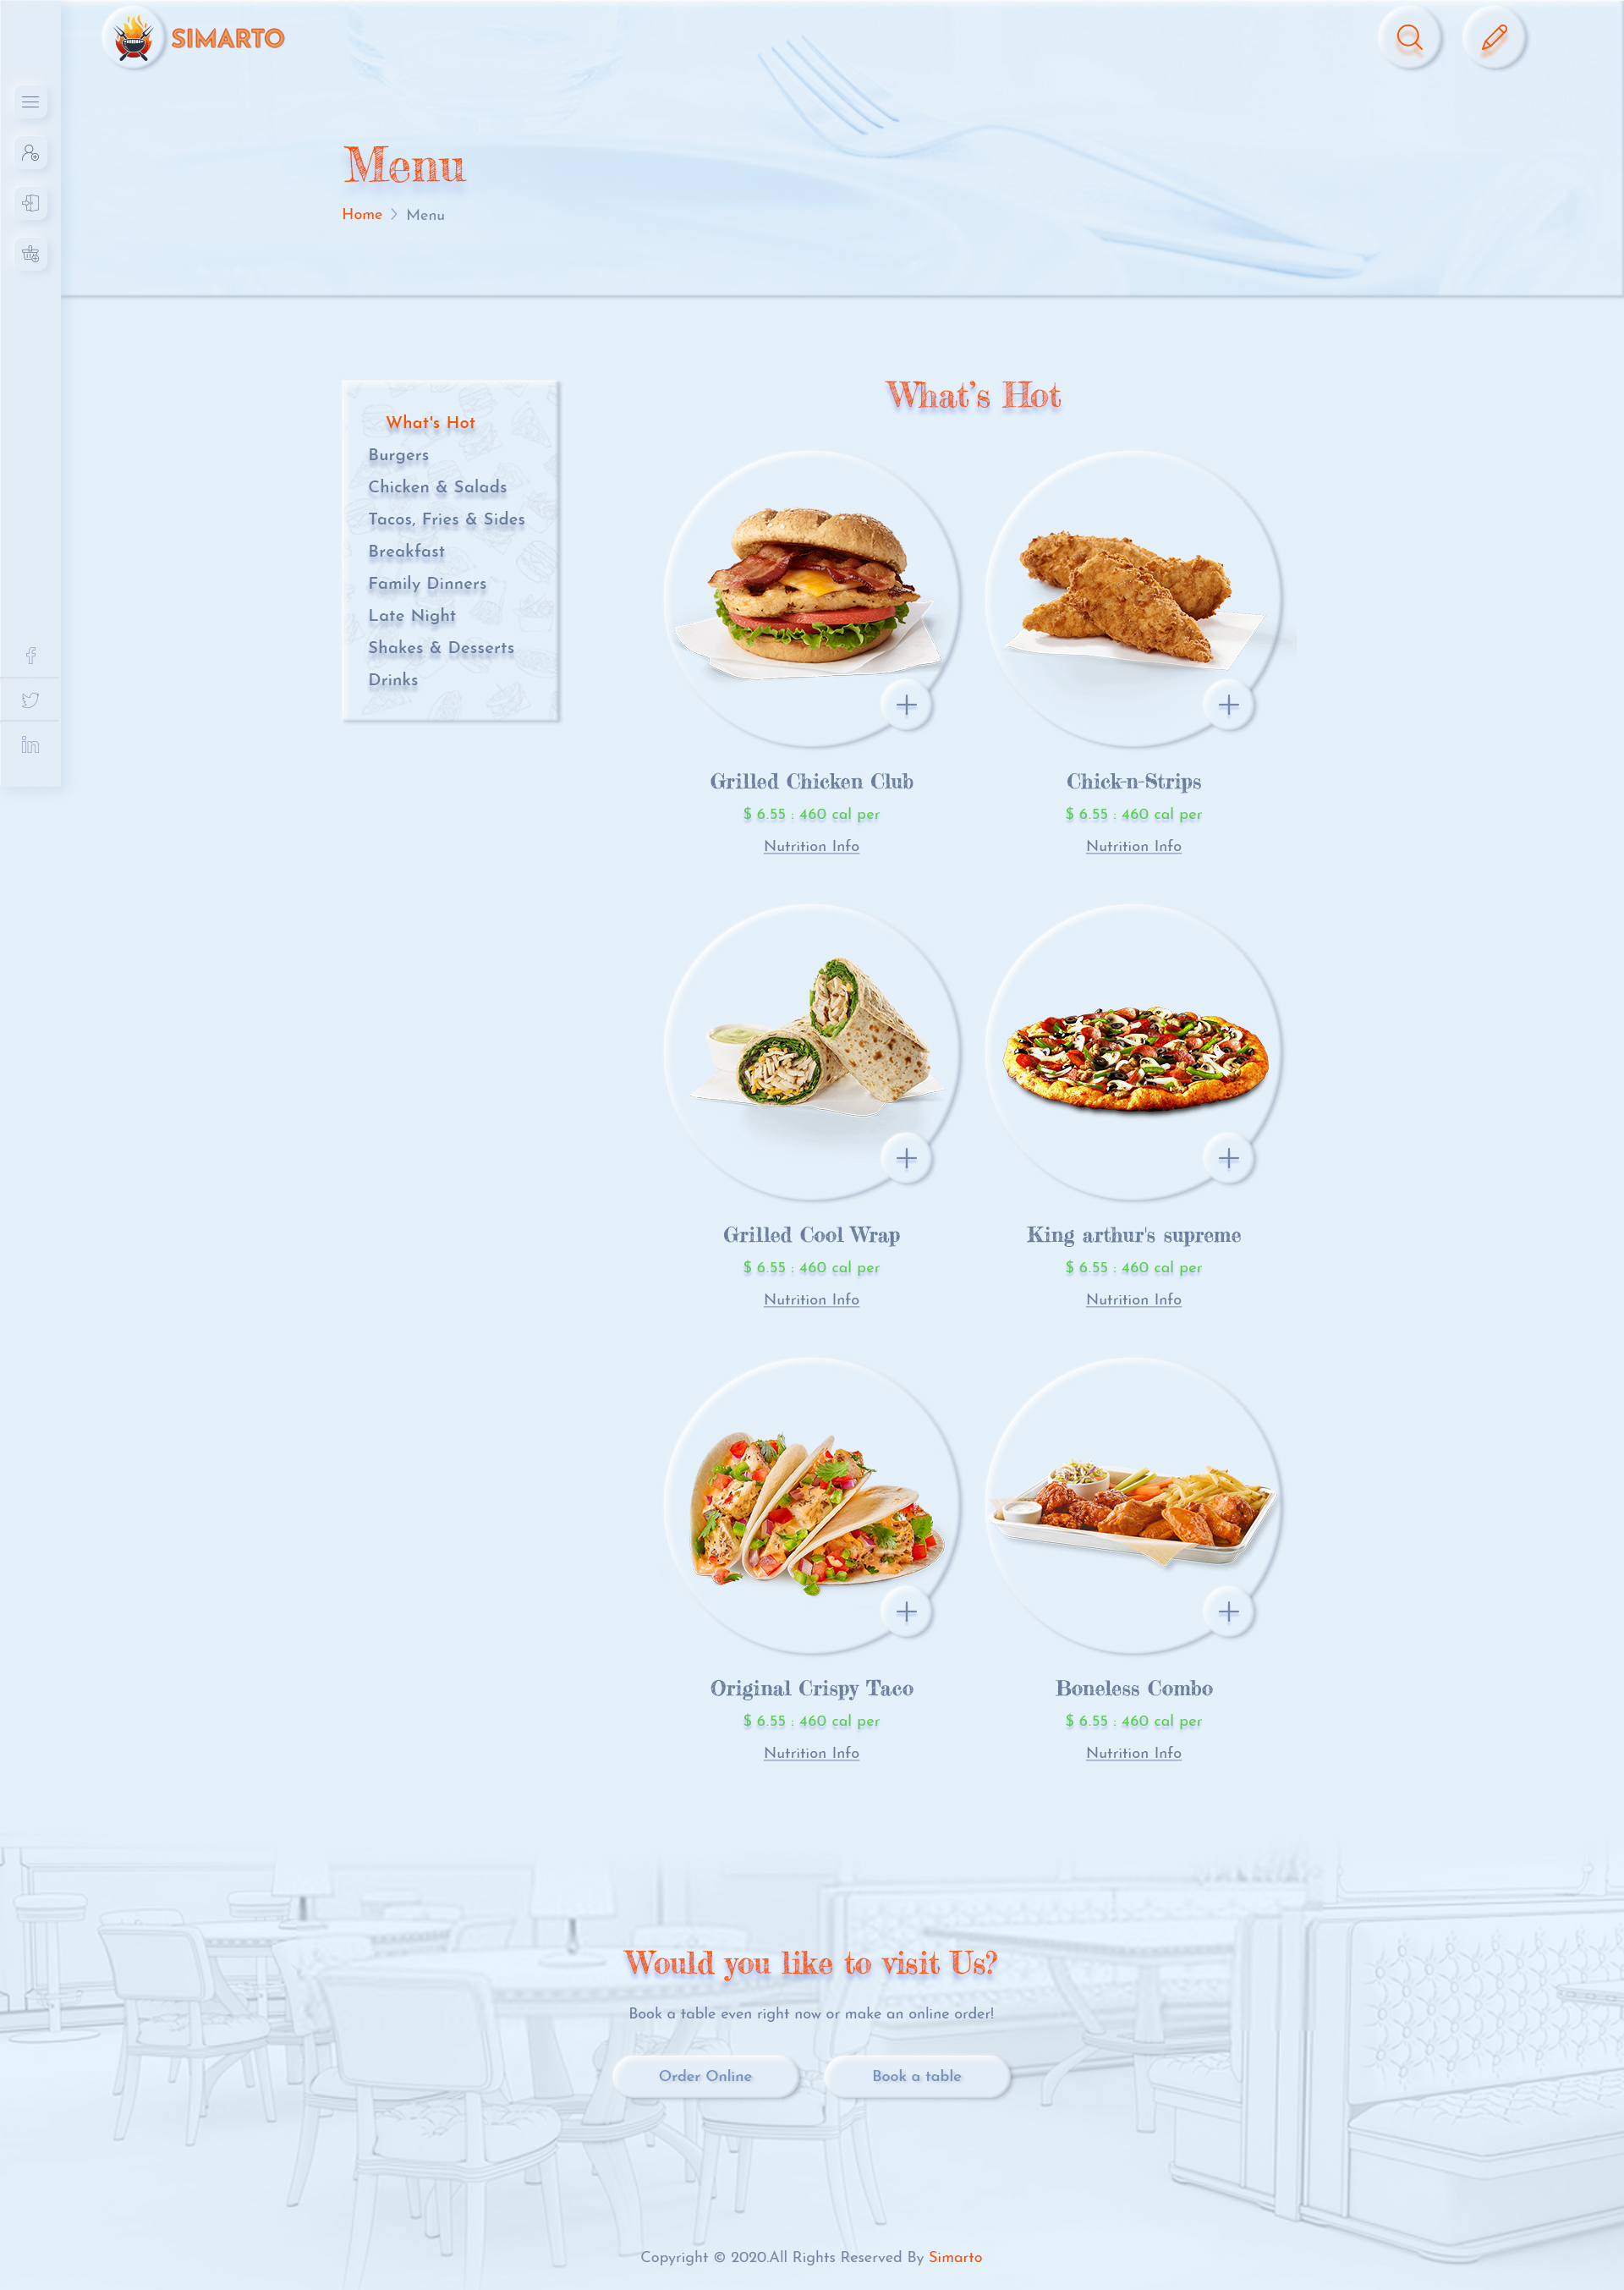 SIMARTO
Menu
Home > Menu
What's Hot
Burgers
Chicken & Salads
Tacos, Fries & Sides
Breakfast
Family Dinners
Late Night
Shakes & Desserts
Drinks
What's Hot
Grilled Chicken Club
$ 6.55 : 460 cal per
Nutrition Info
Chick-n-Strips
$ 6.55 : 460 cal per
Nutrition Info
Grilled Cool Wrap
$ 6.55 : 460 cal per
Nutrition Info
King arthur's supreme
$ 6.55 : 460 cal per
Nutrition Info
Original Crispy Taco
$ 6.55 : 460 cal per
Nutrition Info
Boneless Combo
$ 6.55 : 460 cal per
Nutrition Info
Would you like to visit Us?
Book a table even right now or make an online order!
Order Online
Book a table
Copyright © 2020.All Rights Reserved By Simarto